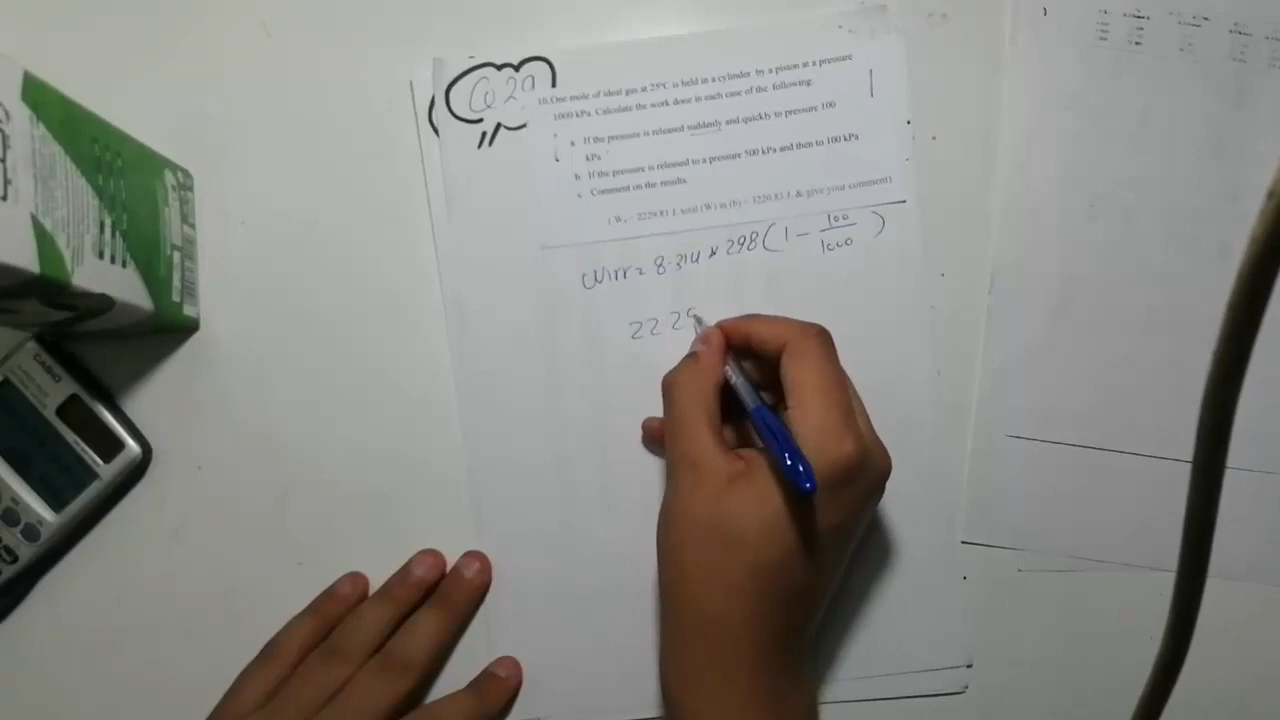 Q 29
10. One mole of ideal gas at 25°C is held in a cylinder by a piston at a pressure
1000 kPa. Calculate the work done in each case of the following:
a. If the pressure is released suddenly and quickly to pressure 100
kPa
b. If the pressure is released to a pressure 500 kPa and then to 100 kPa
c. Comment on the results.
2229.81 J, total (W) in (b) = 3220.83 J, & give your comment)
Wirr = 8.314 × 298 ( 1 - 100/1000 )
2229
CASIO